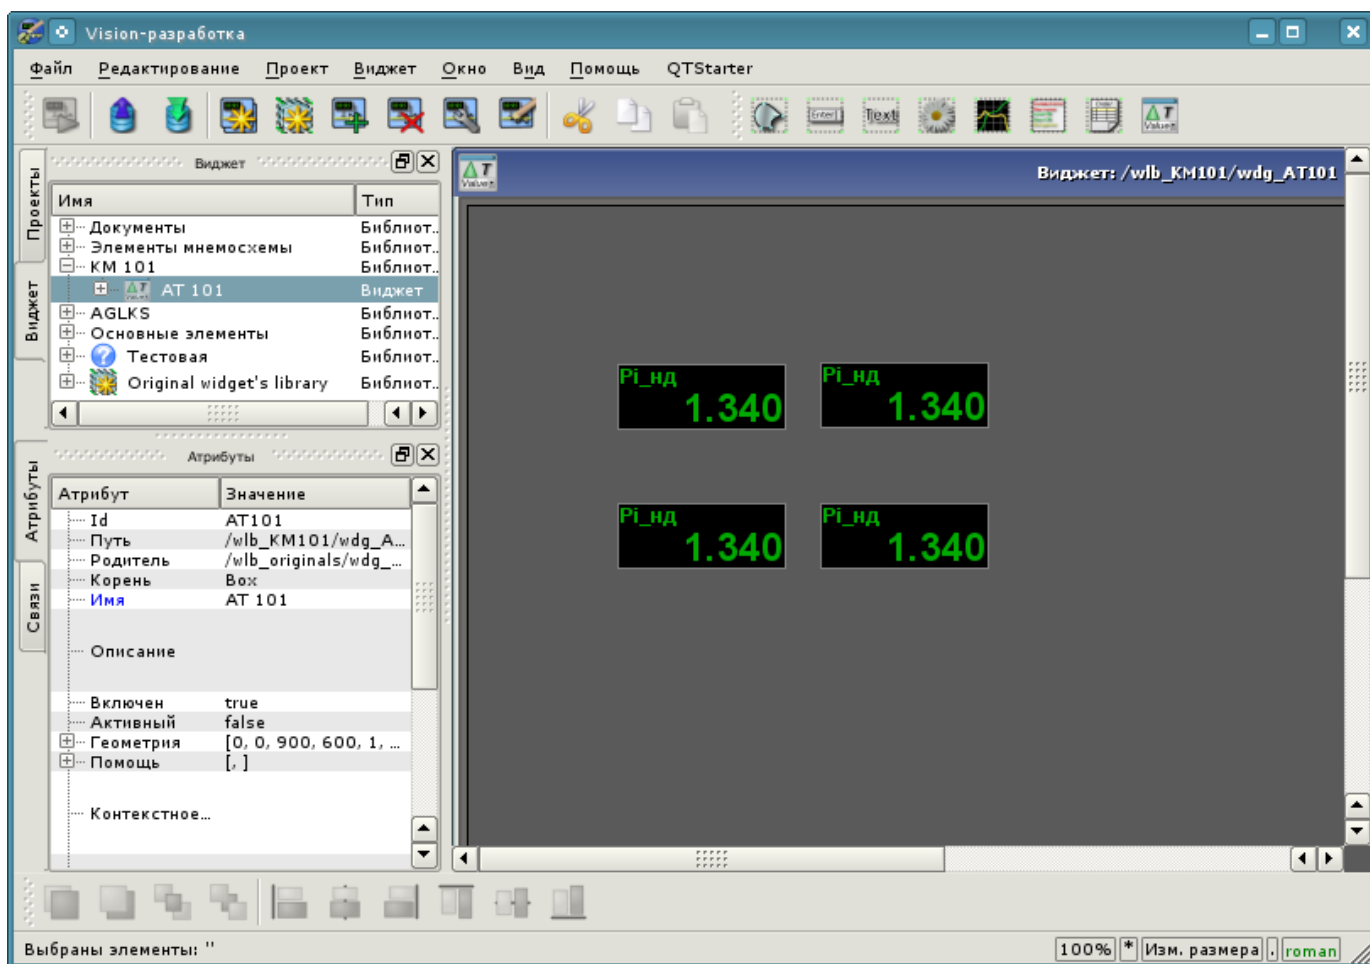 Vision-разработка
Файл Редактирование Проект Виджет Окно Вид Помощь QTStarter
Enter Text
Value
Проекты
Виджет
Виджет
Имя Тип
Документы Библиот..
Элементы мнемосхемы Библиот..
КМ 101 Библиот..
АТ 101 Виджет
AGLKS Библиот..
Основные элементы Библиот..
Тестовая Библиот..
Original widget's library Библиот..
Атрибуты
Связи
Атрибуты
Атрибут Значение
Id AT101
Путь /wlb_KM101/wdg_A...
Родитель /wlb_originals/wdg_...
Корень Box
Имя АТ 101
Описание
Включен true
Активный false
Геометрия [0, 0, 900, 600, 1, ...
Помощь [, ]
Контекстное...
Виджет: /wlb_KM101/wdg_AT101
Pi_нд Pi_нд
1.340 1.340
Pi_нд Pi_нд
1.340 1.340
Выбраны элементы: '' 100% * Изм. размера . roman